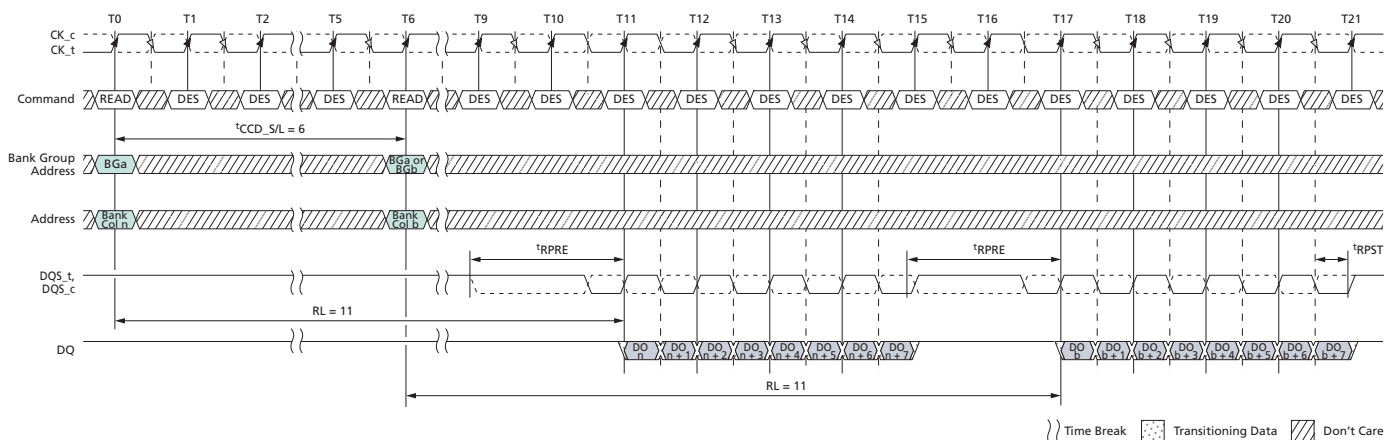 T0 T1 T2 T5 T6 T9 T10 T11 T12 T13 T14 T15 T16 T17 T18 T19 T20 T21
CK_c
CK_t
Command READ DES DES DES READ DES DES DES DES DES DES DES DES DES DES DES DES DES
tCCD_S/L = 6
Bank Group
Address
BGa
BGa or
BGb
Address
Bank
Col n
Bank
Col b
tRPRE tRPRE tRPST
DQS_t,
DQS_c
RL = 11
DQ
DO
n
DO
n + 1
DO
n + 2
DO
n + 3
DO
n + 4
DO
n + 5
DO
n + 6
DO
n + 7
DO
b
DO
b + 1
DO
b + 2
DO
b + 3
DO
b + 4
DO
b + 5
DO
b + 6
DO
b + 7
RL = 11
Time Break Transitioning Data Don't Care